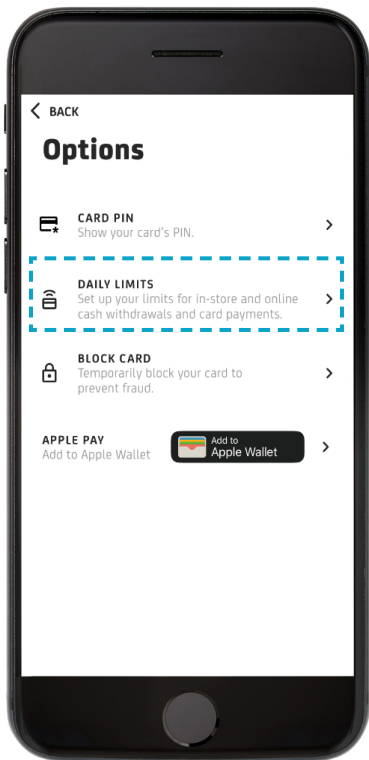 BACK
Options
CARD PIN
Show your card's PIN.
DAILY LIMITS
Set up your limits for in-store and online
cash withdrawals and card payments.
BLOCK CARD
Temporarily block your card to
prevent fraud.
APPLE PAY
Add to Apple Wallet
Add to
Apple Wallet